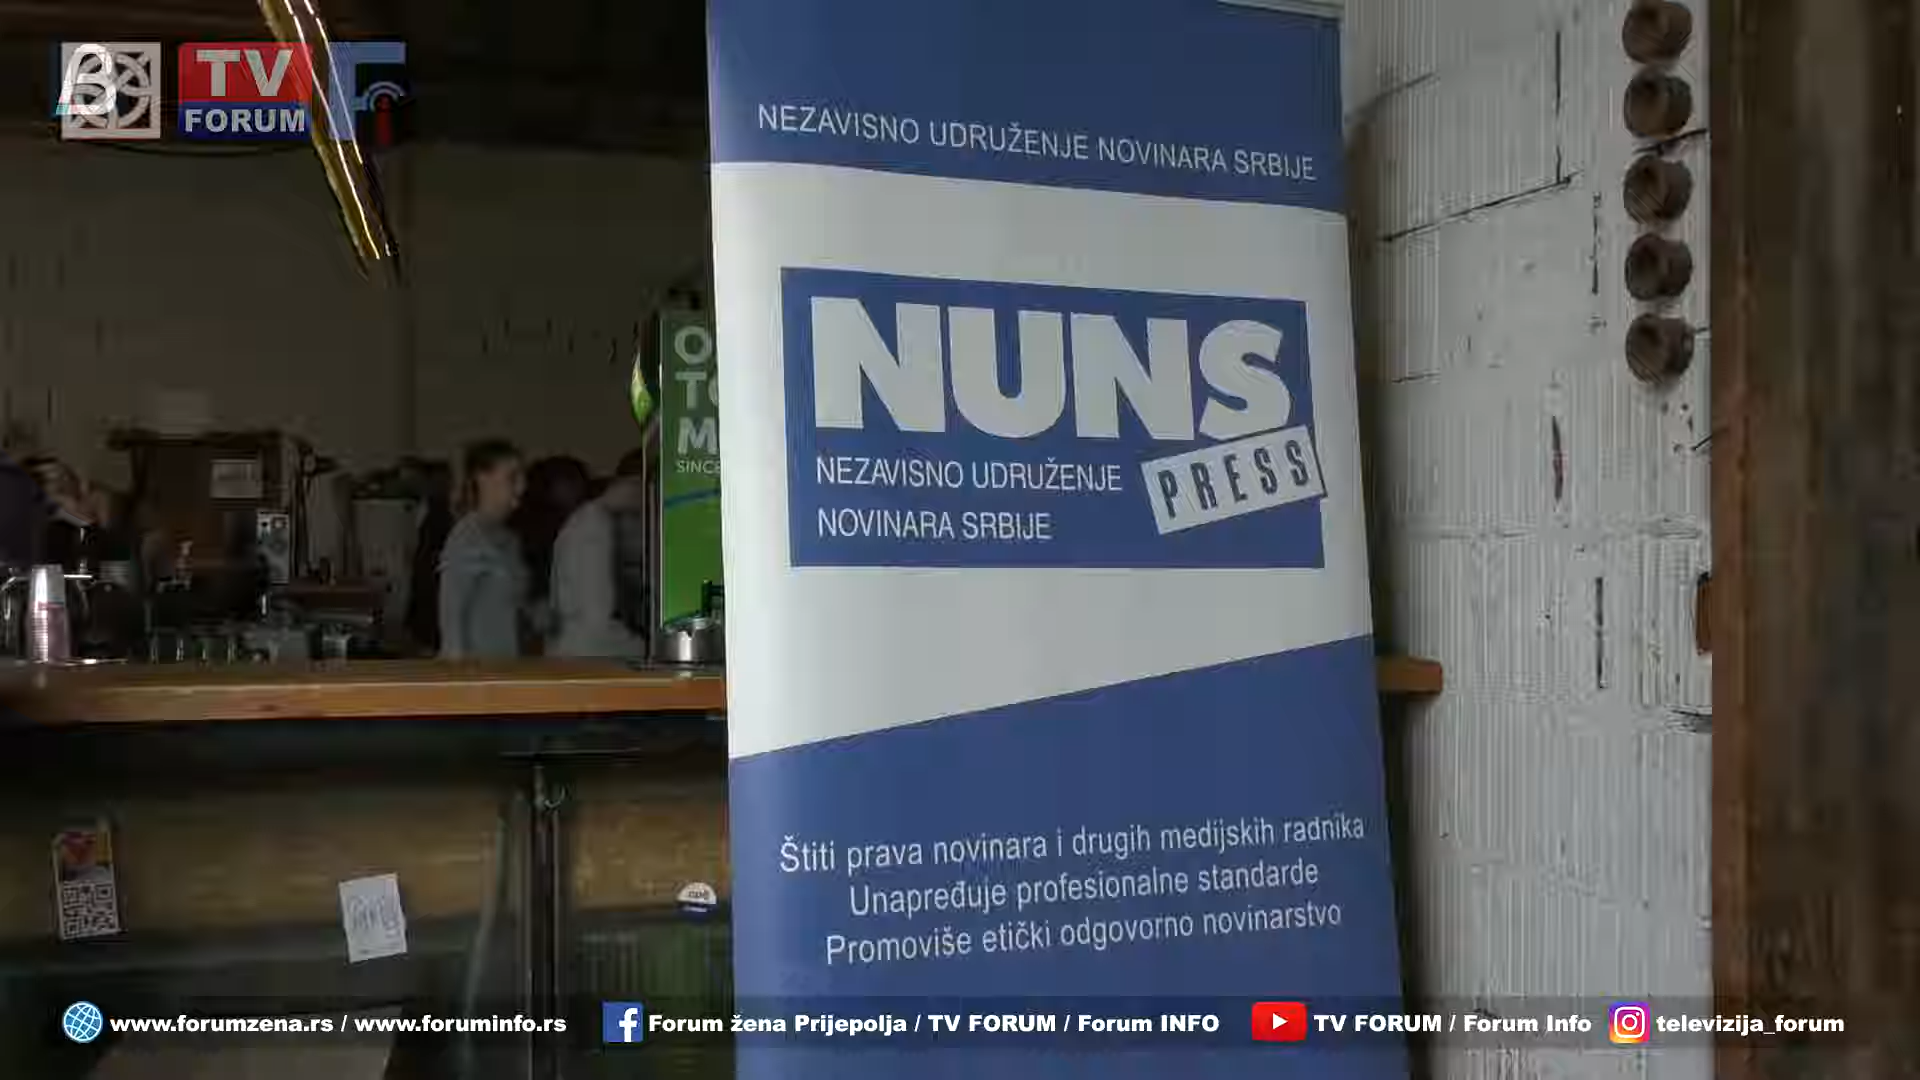 TV
FORUM
NEZAVISNO UDRUŽENJE NOVINARA SRBIJE
NUNS
PRESS
NEZAVISNO UDRUŽENJE
NOVINARA SRBIJE
SINCE
Štiti prava novinara i drugih medijskih radnika
Unapređuje profesionalne standarde
Promoviše etički odgovorno novinarstvo
www.forumzena.rs / www.foruminfo.rs
Forum žena Prijepolja / TV FORUM / Forum INFO
TV FORUM / Forum Info
televizija_forum